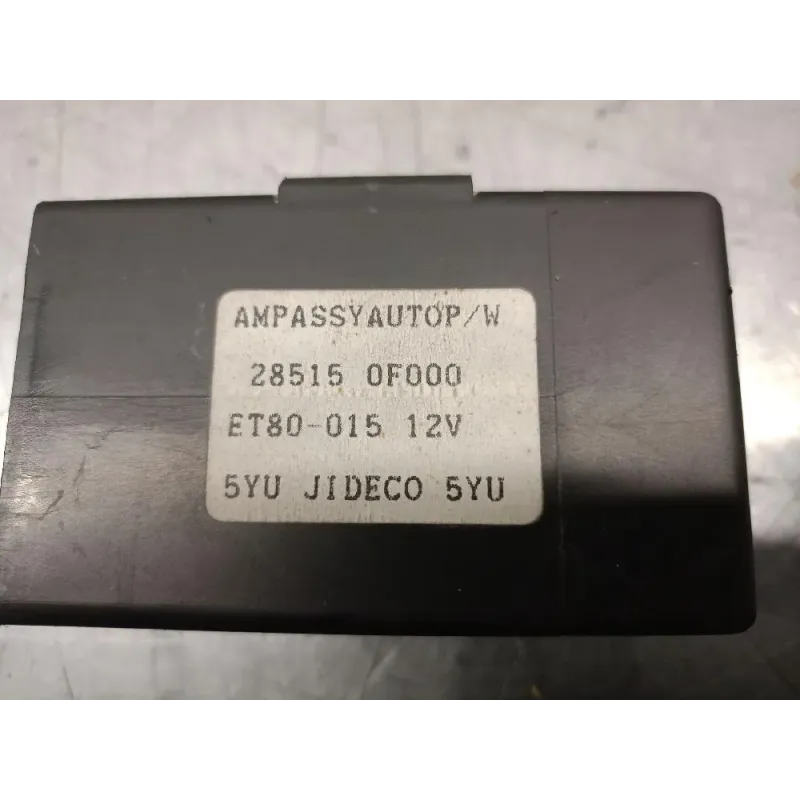 AMPASSYAUTOP/W
28515 0F000
ET80-015 12V
5YU JIDECO 5YU